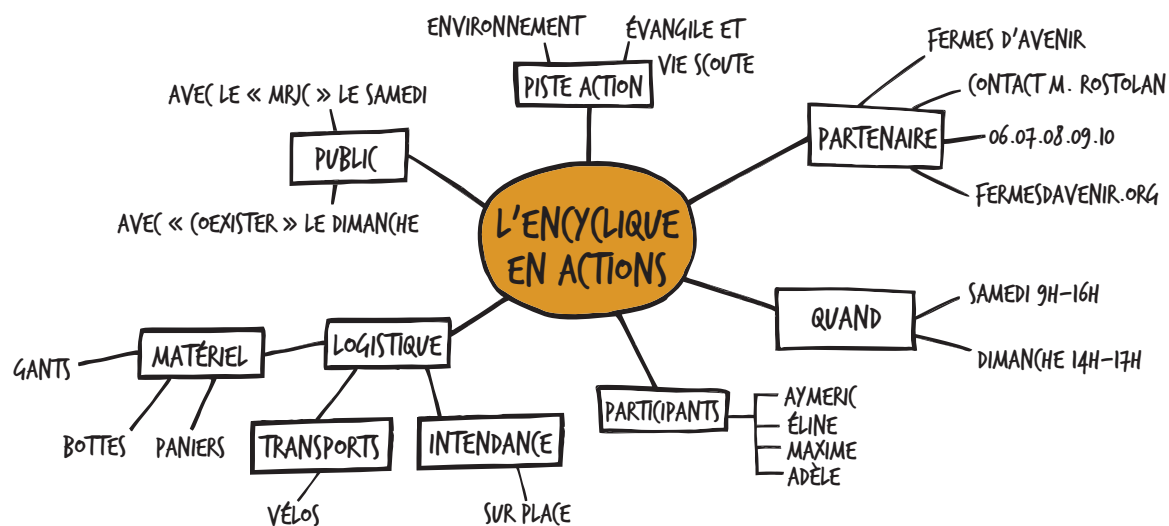 ENVIRONNEMENT
ÉVANGILE ET
VIE SCOUTE
PISTE ACTION
AVEC LE « MRJC » LE SAMEDI
PUBLIC
AVEC « COEXISTER » LE DIMANCHE
FERMES D'AVENIR
CONTACT M. ROSTOLAN
PARTENAIRE
06.07.08.09.10
FERMESDAVENIR.ORG
L'ENCYCLIQUE
EN ACTIONS
SAMEDI 9H-16H
QUAND
DIMANCHE 14H-17H
LOGISTIQUE
MATÉRIEL
GANTS
BOTTES
PANIERS
TRANSPORTS
VÉLOS
INTENDANCE
SUR PLACE
PARTICIPANTS
AYMERIC
ÉLINE
MAXIME
ADÈLE